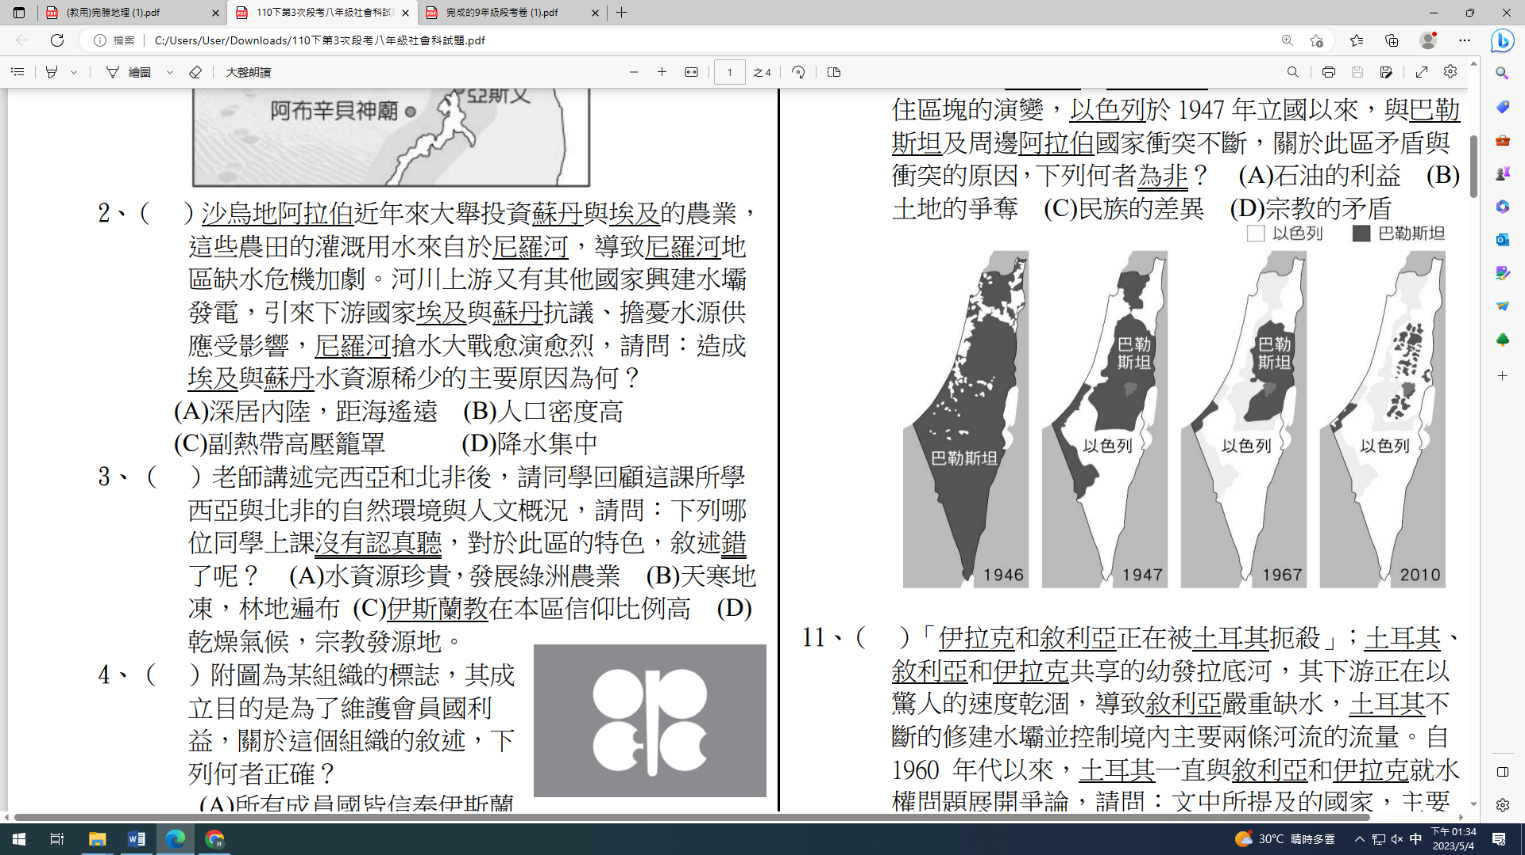 (教用)完勝地理 (1).pdf
110下第3次段考八年級社會科試題
完成的9年級段考卷 (1).pdf
檔案
C:/Users/User/Downloads/110下第3次段考八年級社會科試題.pdf
繪圖
大聲朗讀
1
之 4
阿布辛貝神廟
亞斯文
2、( )沙烏地阿拉伯近年來大舉投資蘇丹與埃及的農業，
這些農田的灌溉用水來自於尼羅河，導致尼羅河地
區缺水危機加劇。河川上游又有其他國家興建水壩
發電，引來下游國家埃及與蘇丹抗議、擔憂水源供
應受影響，尼羅河搶水大戰愈演愈烈，請問：造成
埃及與蘇丹水資源稀少的主要原因為何？
(A)深居內陸，距海遙遠 (B)人口密度高
(C)副熱帶高壓籠罩 (D)降水集中
3、( )老師講述完西亞和北非後，請同學回顧這課所學
西亞與北非的自然環境與人文概況，請問：下列哪
位同學上課沒有認真聽，對於此區的特色，敘述錯
了呢？ (A)水資源珍貴，發展綠洲農業 (B)天寒地
凍，林地遍布 (C)伊斯蘭教在本區信仰比例高 (D)
乾燥氣候，宗教發源地。
4、( )附圖為某組織的標誌，其成
立目的是為了維護會員國利
益，關於這個組織的敘述，下
列何者正確？
(A)所有成員國皆信奉伊斯蘭
住區塊的演變，以色列於 1947 年立國以來，與巴勒
斯坦及周邊阿拉伯國家衝突不斷，關於此區矛盾與
衝突的原因，下列何者為非？ (A)石油的利益 (B)
土地的爭奪 (C)民族的差異 (D)宗教的矛盾
以色列 巴勒斯坦
巴勒斯坦
1946
巴勒
斯坦
以色列
1947
巴勒
斯坦
以色列
1967
以色列
2010
11、( )「伊拉克和敘利亞正在被土耳其扼殺」；土耳其、
敘利亞和伊拉克共享的幼發拉底河，其下游正在以
驚人的速度乾涸，導致敘利亞嚴重缺水，土耳其不
斷的修建水壩並控制境內主要兩條河流的流量。自
1960 年代以來，土耳其一直與敘利亞和伊拉克就水
權問題展開爭論，請問：文中所提及的國家，主要
30°C 晴時多雲
中
下午 01:34
2023/5/4